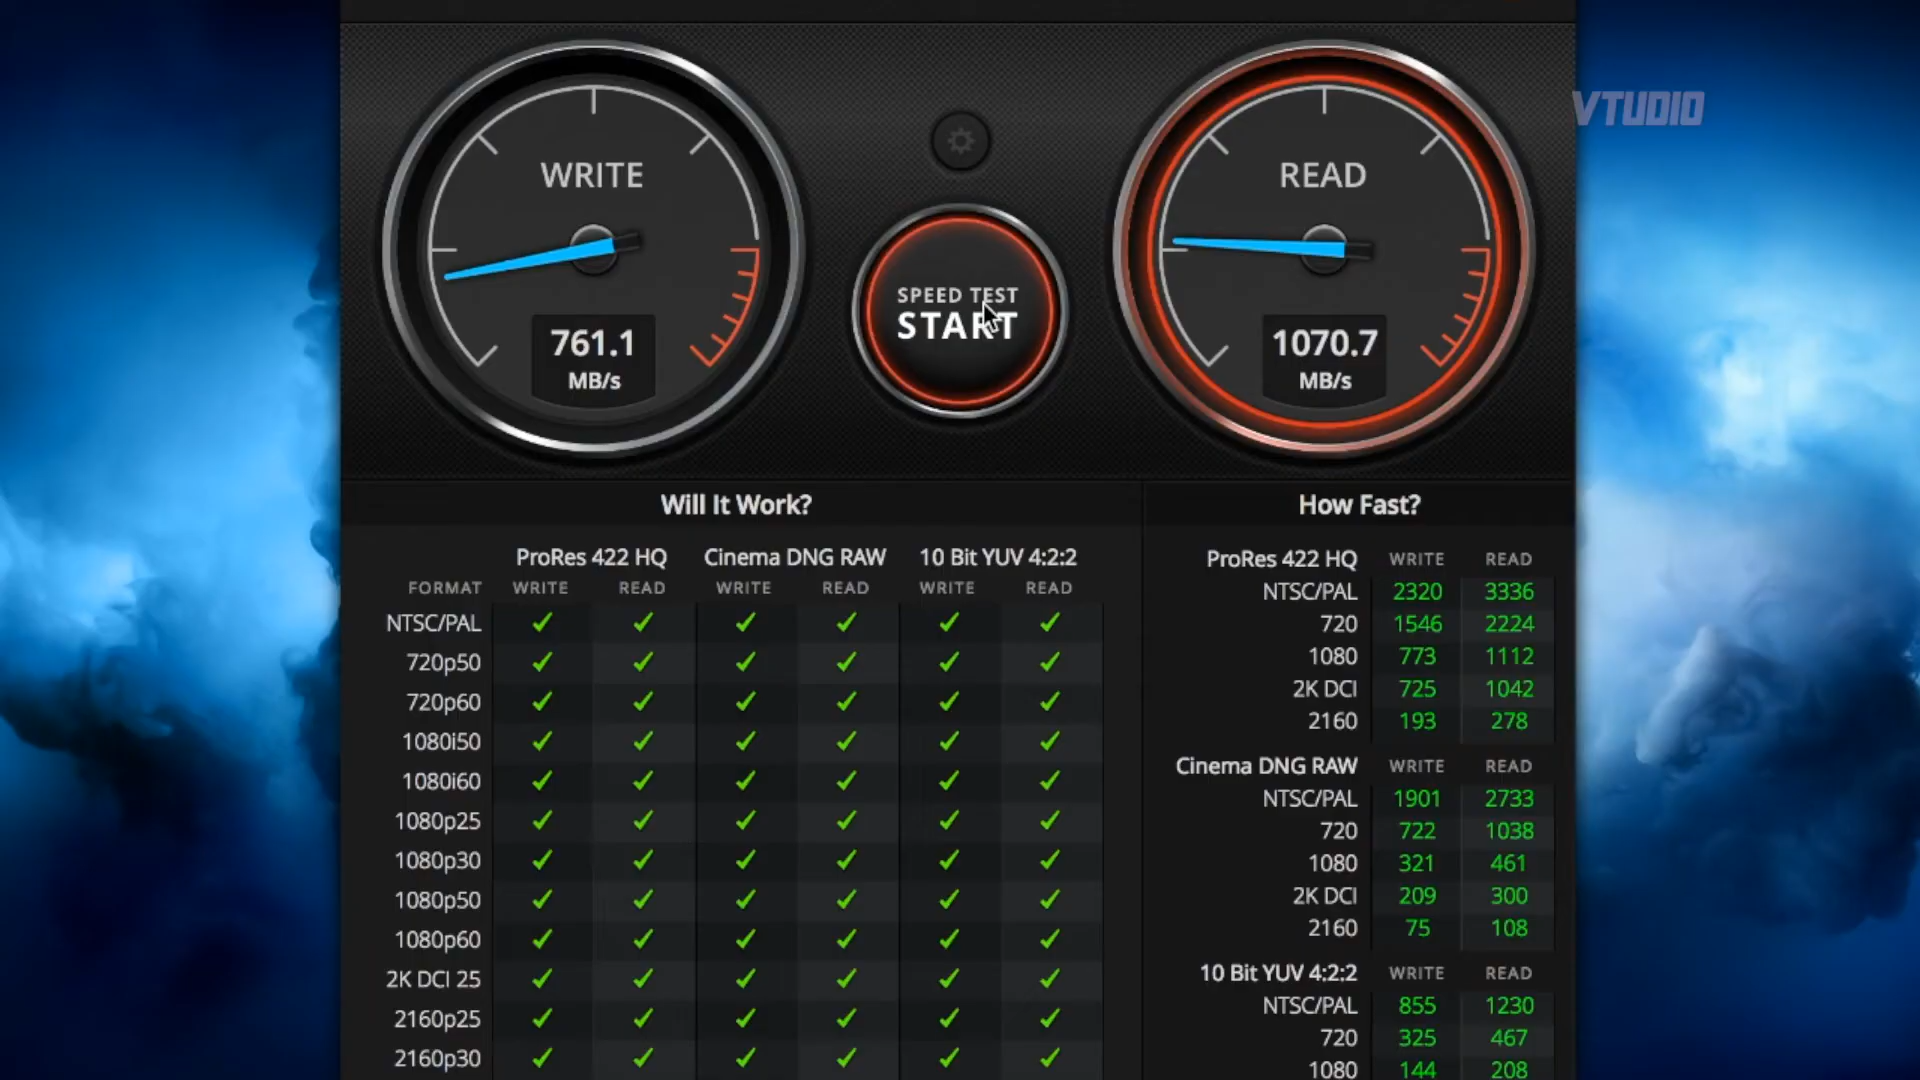 VTUDIO
WRITE
READ
SPEED TEST
START
761.1
MB/s
1070.7
MB/s
Will It Work?
How Fast?
ProRes 422 HQ Cinema DNG RAW 10 Bit YUV 4:2:2
FORMAT WRITE READ WRITE READ WRITE READ
NTSC/PAL ✓ ✓ ✓ ✓ ✓ ✓
720p50 ✓ ✓ ✓ ✓ ✓ ✓
720p60 ✓ ✓ ✓ ✓ ✓ ✓
1080i50 ✓ ✓ ✓ ✓ ✓ ✓
1080i60 ✓ ✓ ✓ ✓ ✓ ✓
1080p25 ✓ ✓ ✓ ✓ ✓ ✓
1080p30 ✓ ✓ ✓ ✓ ✓ ✓
1080p50 ✓ ✓ ✓ ✓ ✓ ✓
1080p60 ✓ ✓ ✓ ✓ ✓ ✓
2K DCI 25 ✓ ✓ ✓ ✓ ✓ ✓
2160p25 ✓ ✓ ✓ ✓ ✓ ✓
2160p30 ✓ ✓ ✓ ✓ ✓ ✓
ProRes 422 HQ WRITE READ
NTSC/PAL 2320 3336
720 1546 2224
1080 773 1112
2K DCI 725 1042
2160 193 278
Cinema DNG RAW WRITE READ
NTSC/PAL 1901 2733
720 722 1038
1080 321 461
2K DCI 209 300
2160 75 108
10 Bit YUV 4:2:2 WRITE READ
NTSC/PAL 855 1230
720 325 467
1080 144 208